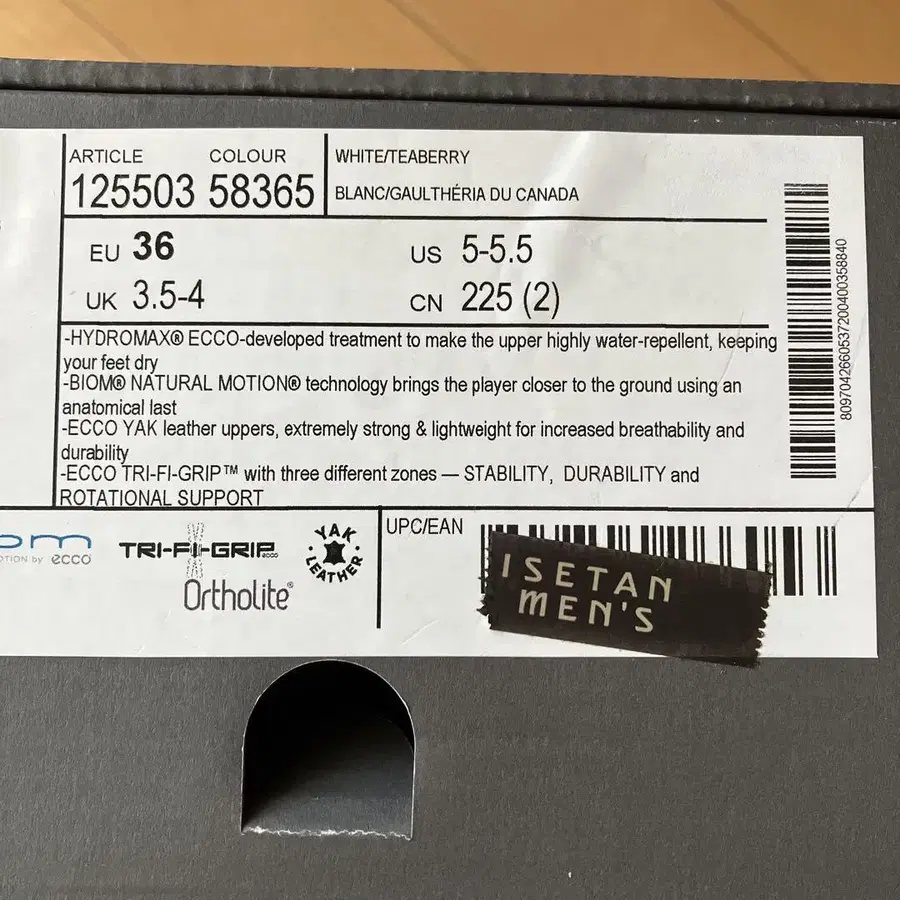 ARTICLE COLOUR
125503 58365
WHITE/TEABERRY
BLANC/GAULTHÉRIA DU CANADA
EU 36
US 5-5.5
UK 3.5-4
CN 225 (2)
-HYDROMAX® ECCO-developed treatment to make the upper highly water-repellent, keeping
your feet dry
-BIOM® NATURAL MOTION® technology brings the player closer to the ground using an
anatomical last
-ECCO YAK leather uppers, extremely strong & lightweight for increased breathability and
durability
-ECCO TRI-FI-GRIP™ with three different zones — STABILITY, DURABILITY and
ROTATIONAL SUPPORT
8097042660537200400358840
om
OTION by ecco
TRI-FI-GRIP
Ortholite®
YAK
LEATHER
UPC/EAN
ISETAN
MEN'S